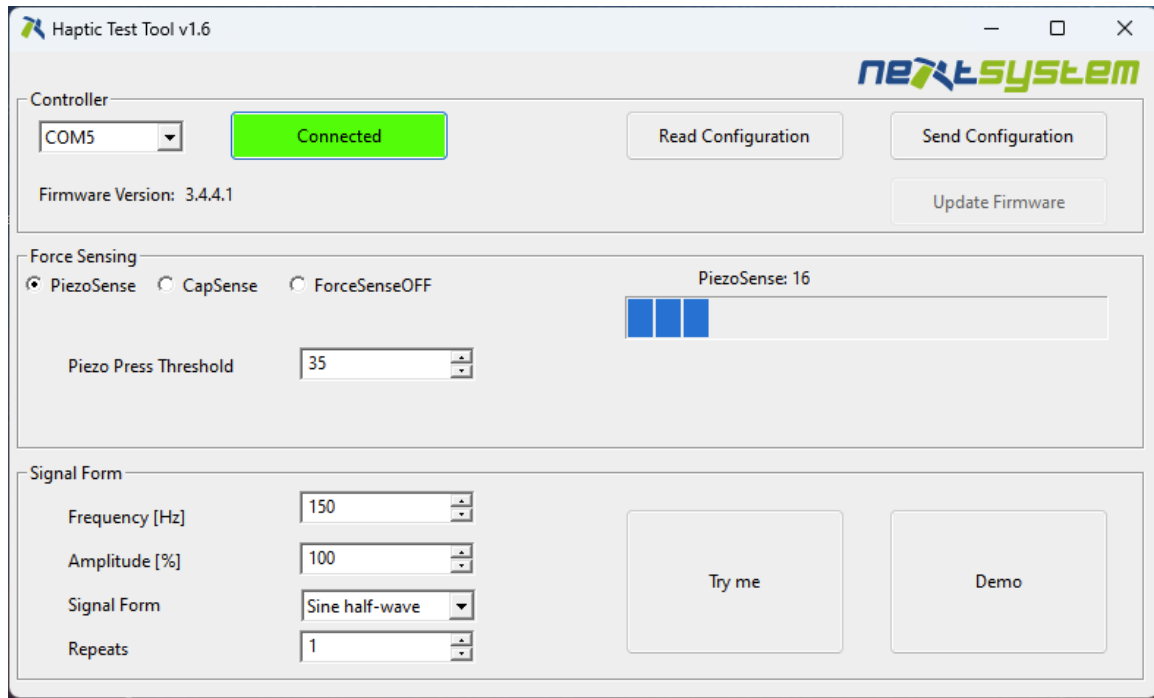 Haptic Test Tool v1.6
nextsystem
Controller
COM5
Connected
Read Configuration
Send Configuration
Firmware Version: 3.4.4.1
Update Firmware
Force Sensing
PiezoSense
CapSense
ForceSenseOFF
PiezoSense: 16
Piezo Press Threshold
35
Signal Form
Frequency [Hz]
150
Amplitude [%]
100
Signal Form
Sine half-wave
Repeats
1
Try me
Demo